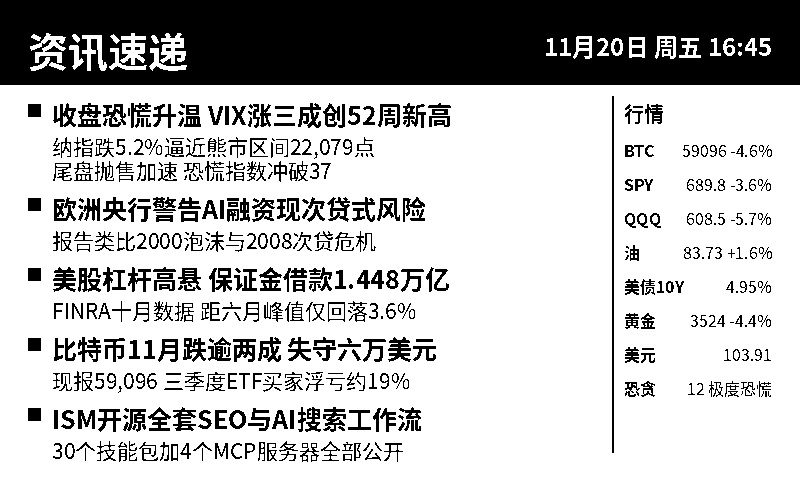 资讯速递
11月20日 周五 16:45
收盘恐慌升温 VIX涨三成创52周新高
纳指跌5.2%逼近熊市区间22,079点
尾盘抛售加速 恐慌指数冲破37
欧洲央行警告AI融资现次贷式风险
报告类比2000泡沫与2008次贷危机
美股杠杆高悬 保证金借款1.448万亿
FINRA十月数据 距六月峰值仅回落3.6%
比特币11月跌逾两成 失守六万美元
现报59,096 三季度ETF买家浮亏约19%
ISM开源全套SEO与AI搜索工作流
30个技能包加4个MCP服务器全部公开
行情
BTC 59096 -4.6%
SPY 689.8 -3.6%
QQQ 608.5 -5.7%
油 83.73 +1.6%
美债10Y 4.95%
黄金 3524 -4.4%
美元 103.91
恐贪 12 极度恐慌